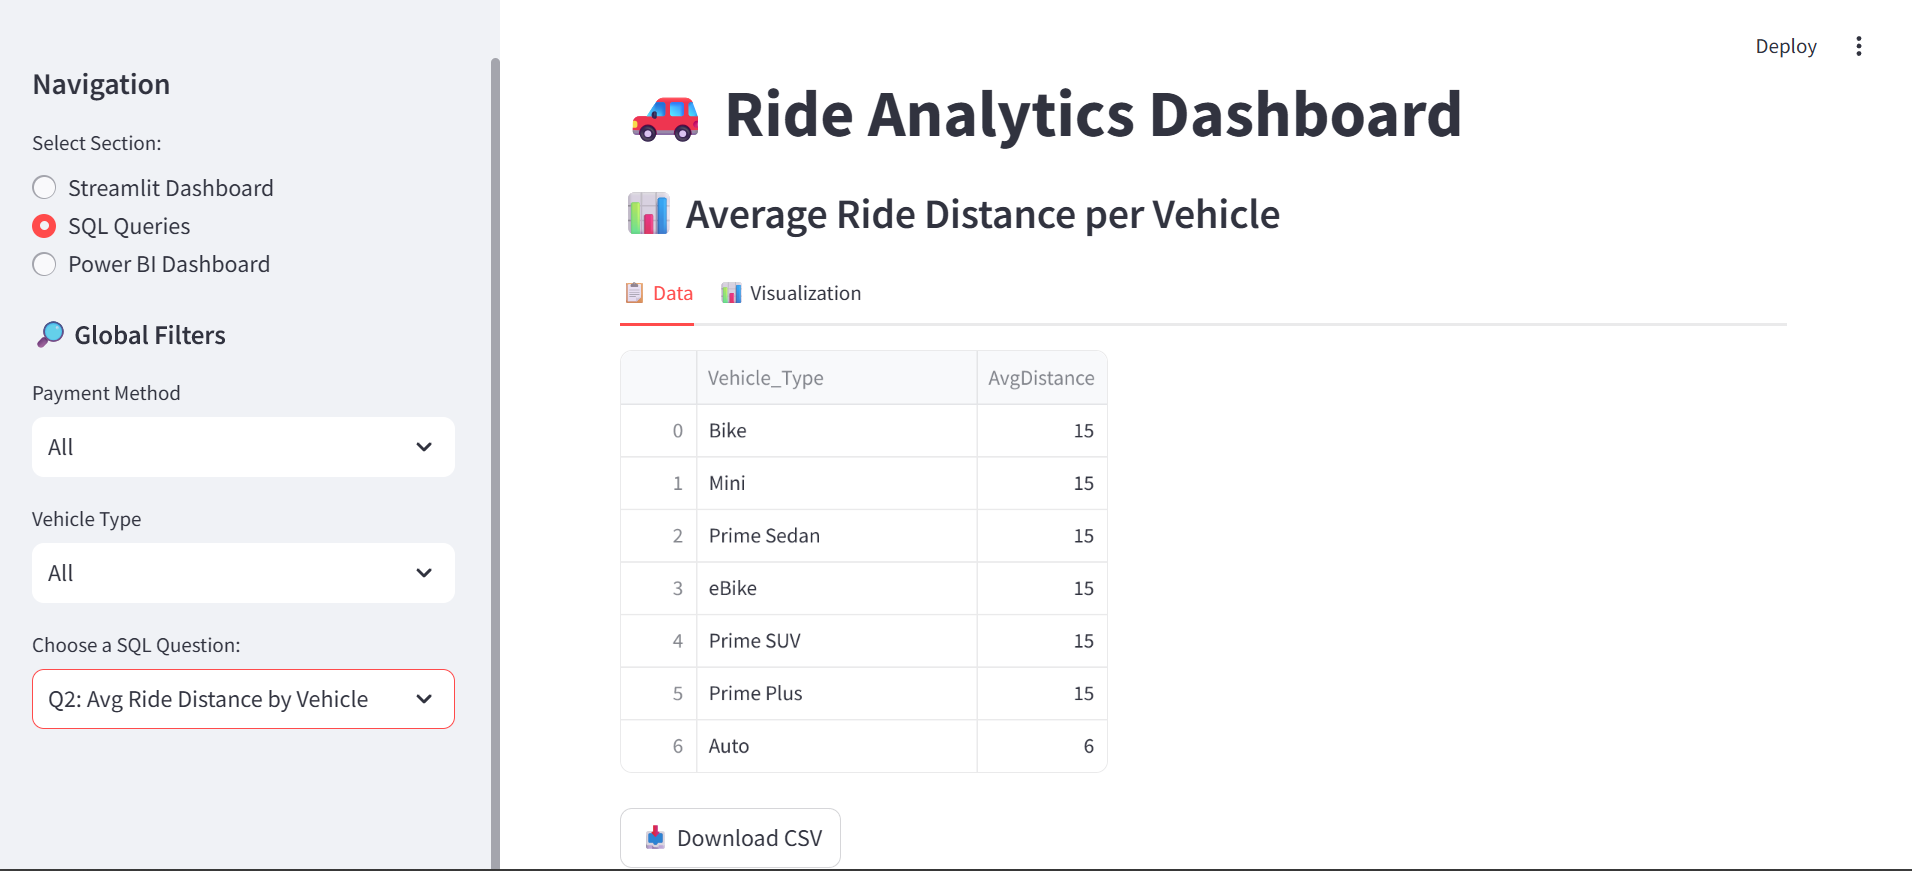 Deploy
Navigation
Select Section:
Streamlit Dashboard
SQL Queries
Power BI Dashboard
Global Filters
Payment Method
All
Vehicle Type
All
Choose a SQL Question:
Q2: Avg Ride Distance by Vehicle
Ride Analytics Dashboard
Average Ride Distance per Vehicle
Data Visualization
Vehicle_Type AvgDistance
0 Bike 15
1 Mini 15
2 Prime Sedan 15
3 eBike 15
4 Prime SUV 15
5 Prime Plus 15
6 Auto 6
Download CSV